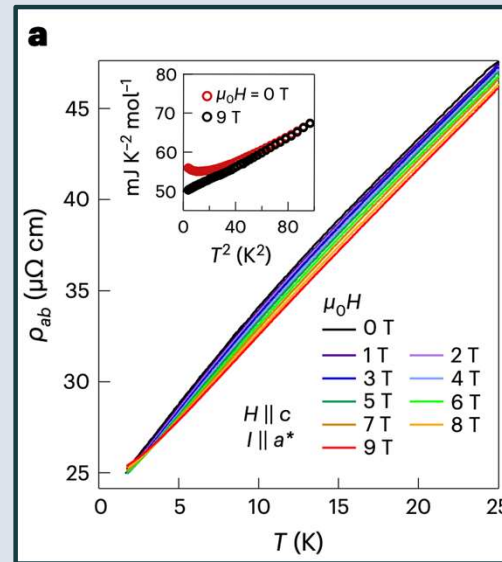 a
80
70
60
50
0
40
80
mJ K⁻² mol⁻¹
T² (K²)
μ₀H = 0 T
9 T
45
40
35
30
25
ρab (μΩ cm)
μ₀H
0 T
1 T 2 T
3 T 4 T
5 T 6 T
7 T 8 T
9 T
H || c
I || a*
0 5 10 15 20 25
T (K)